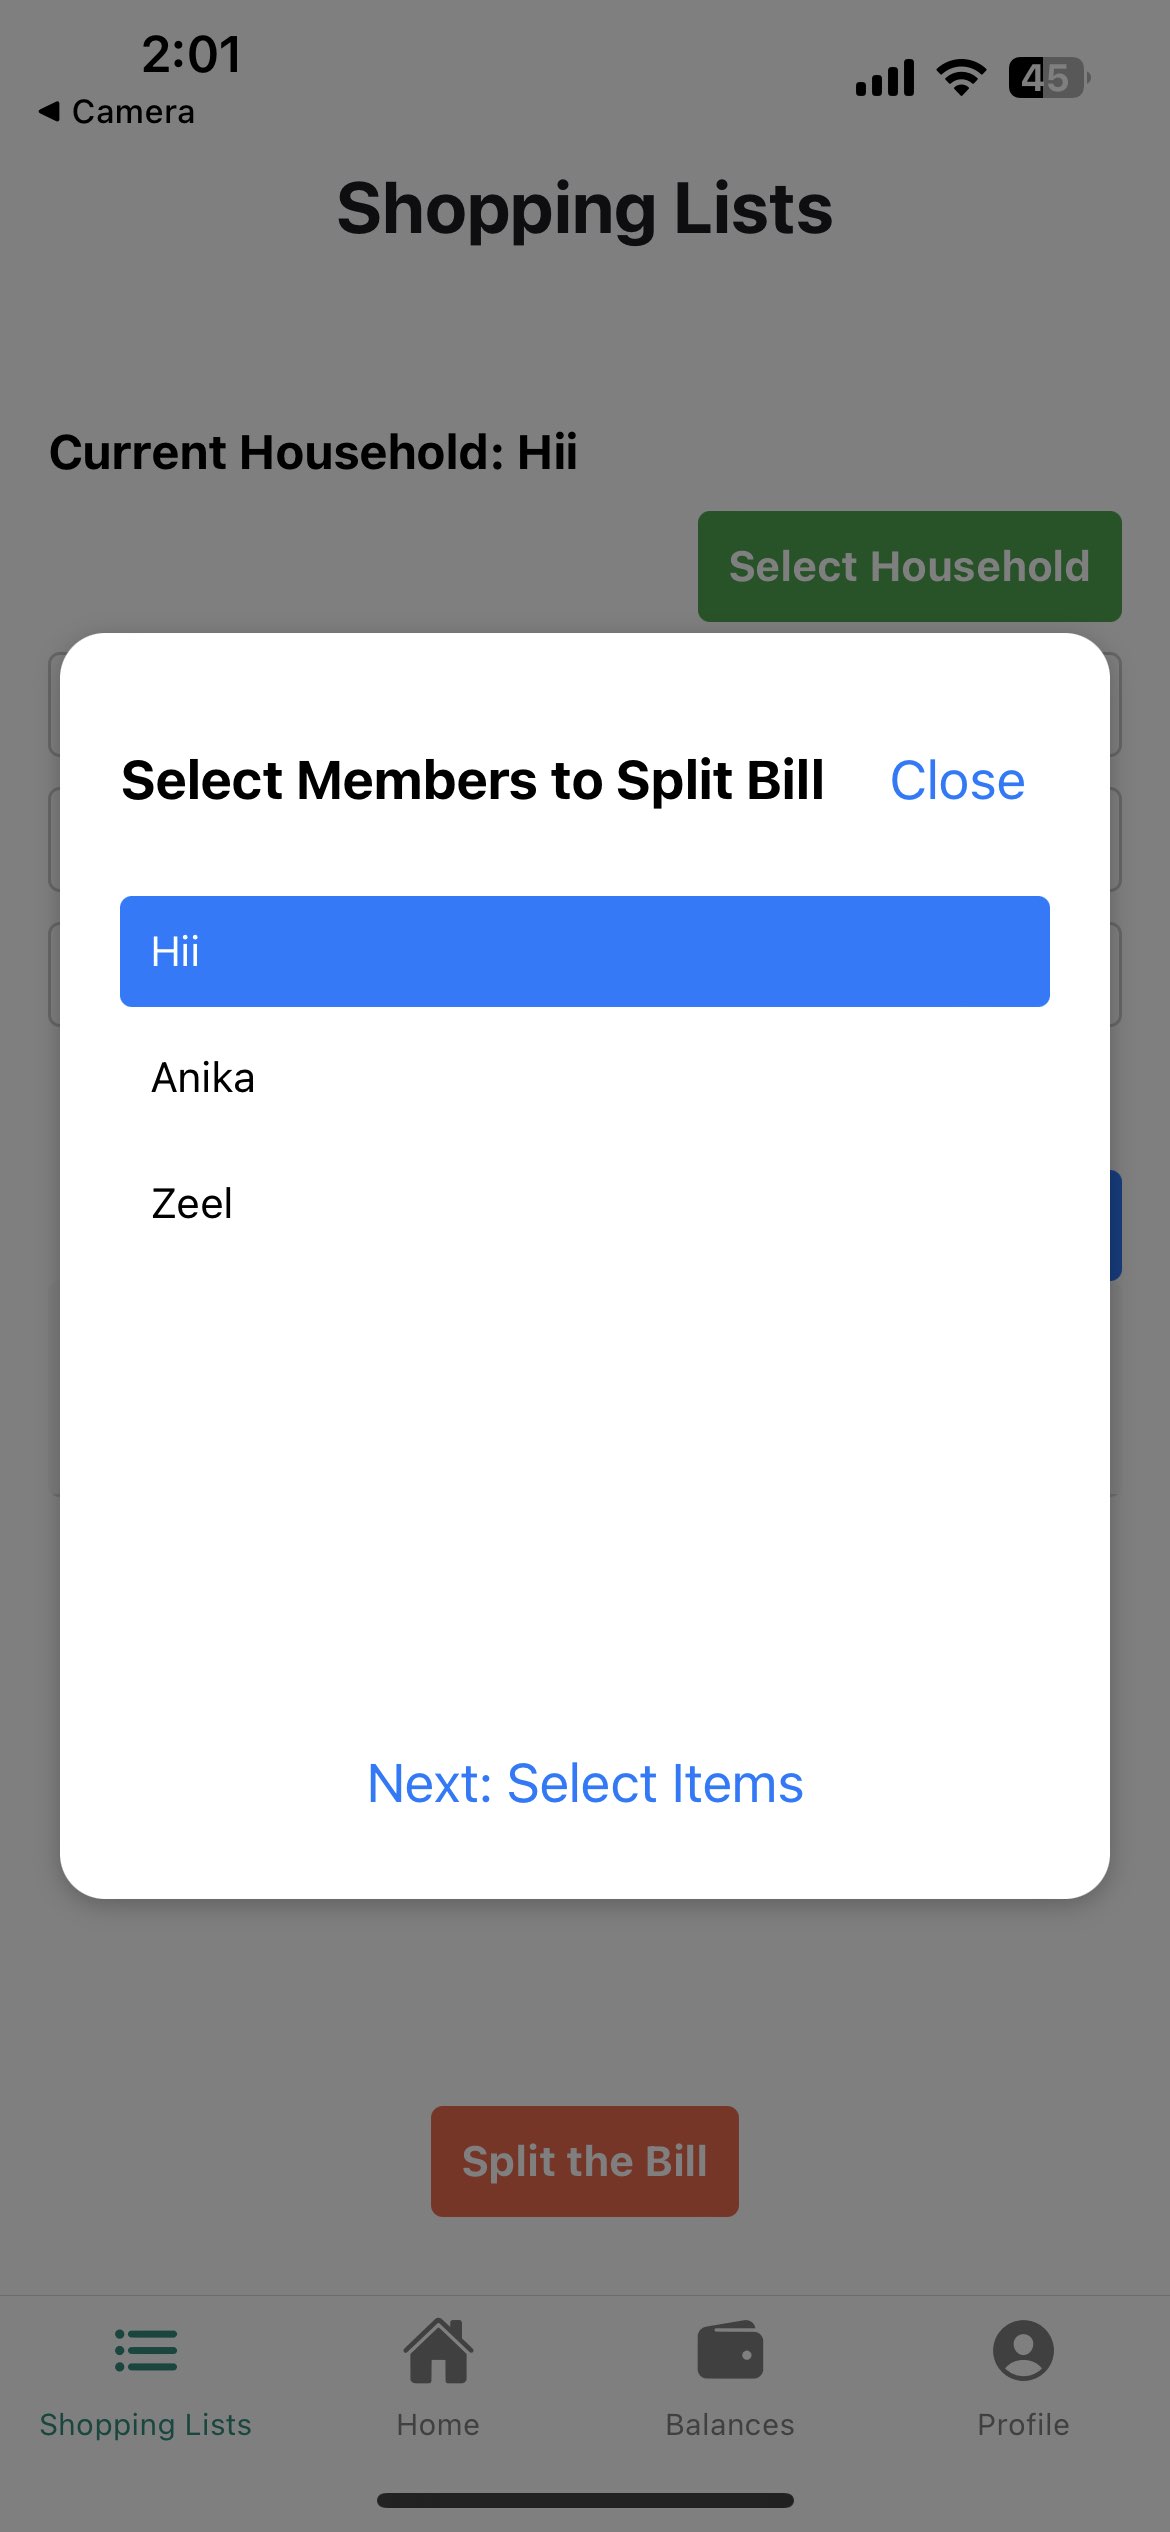 2:01
45
◀ Camera
Shopping Lists
Current Household: Hii
Select Household
Select Members to Split Bill
Close
Hii
Anika
Zeel
Next: Select Items
Split the Bill
Shopping Lists
Home
Balances
Profile